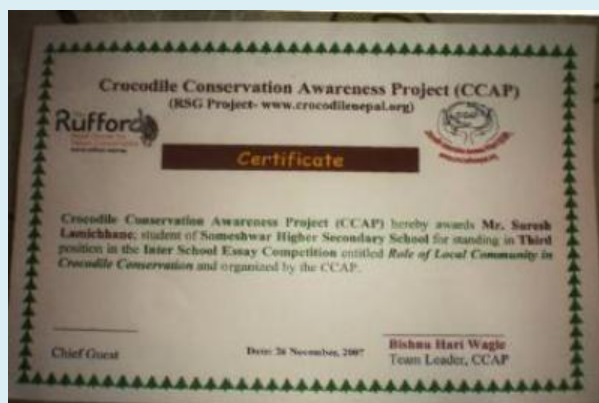 Crocodile Conservation Awareness Project (CCAP)
(RSG Project- www.crocodilenepal.org)
Rufford
Certificate
Crocodile Conservation Awareness Project (CCAP) hereby awards Mr. Suresh
Lamichhane, student of Someshwar Higher Secondary School for standing in Third
position in the Inter School Essay Competition entitled Role of Local Community in
Crocodile Conservation and organized by the CCAP.
Chief Guest
Date: 26 November, 2007
Bishnu Hari Wagle
Team Leader, CCAP